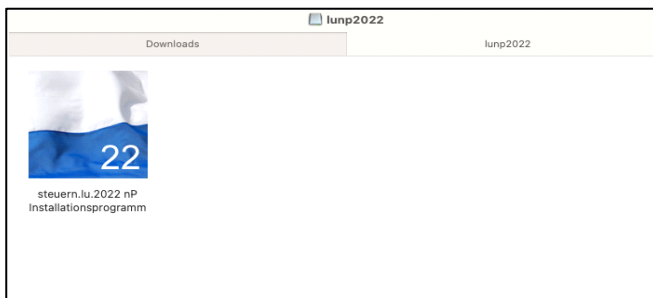 lunp2022
Downloads
lunp2022
22
steuern.lu.2022 nP
Installationsprogramm